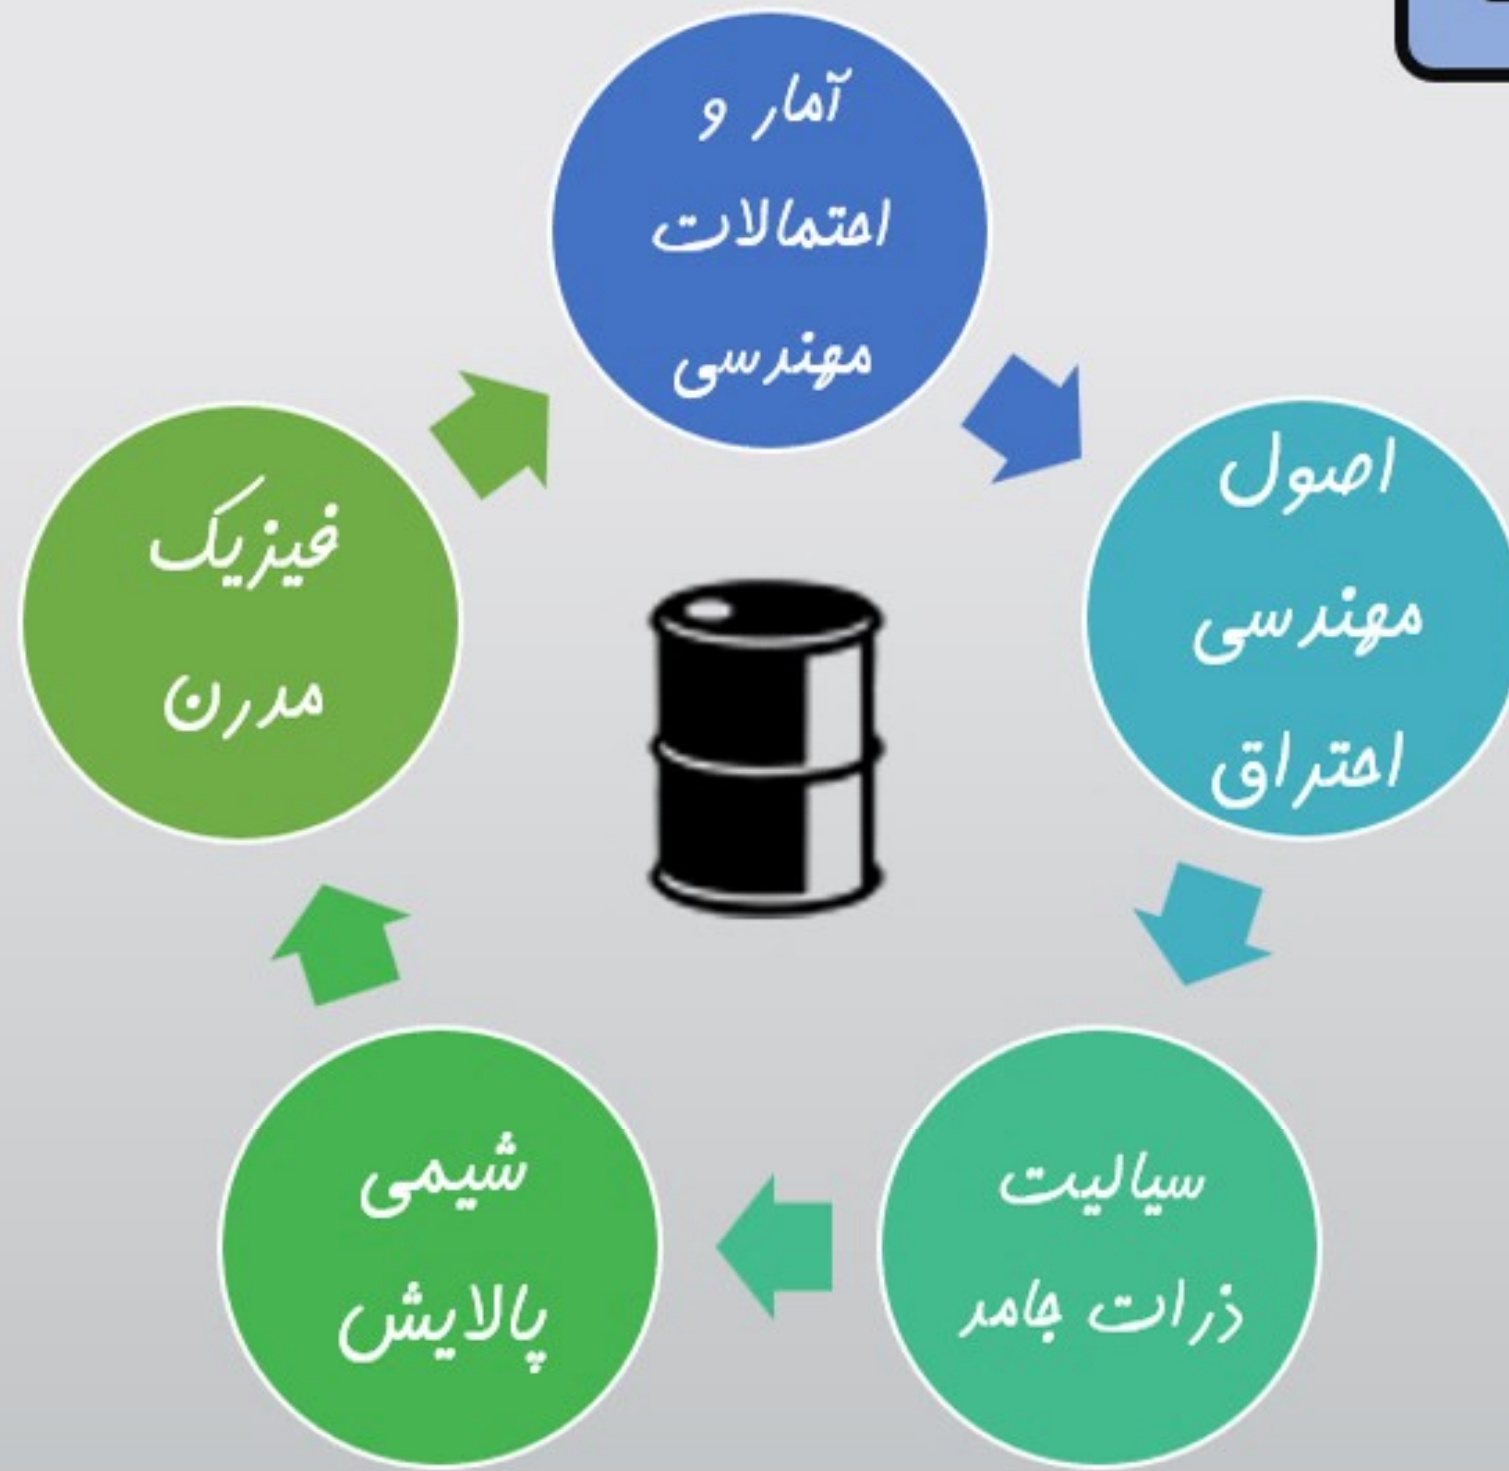 آمار و
احتمالات
مهندسی
اصول
مهندسی
احتراق
سیالیت
ذرات جامد
شیمی
پالایش
فیزیک
مدرن